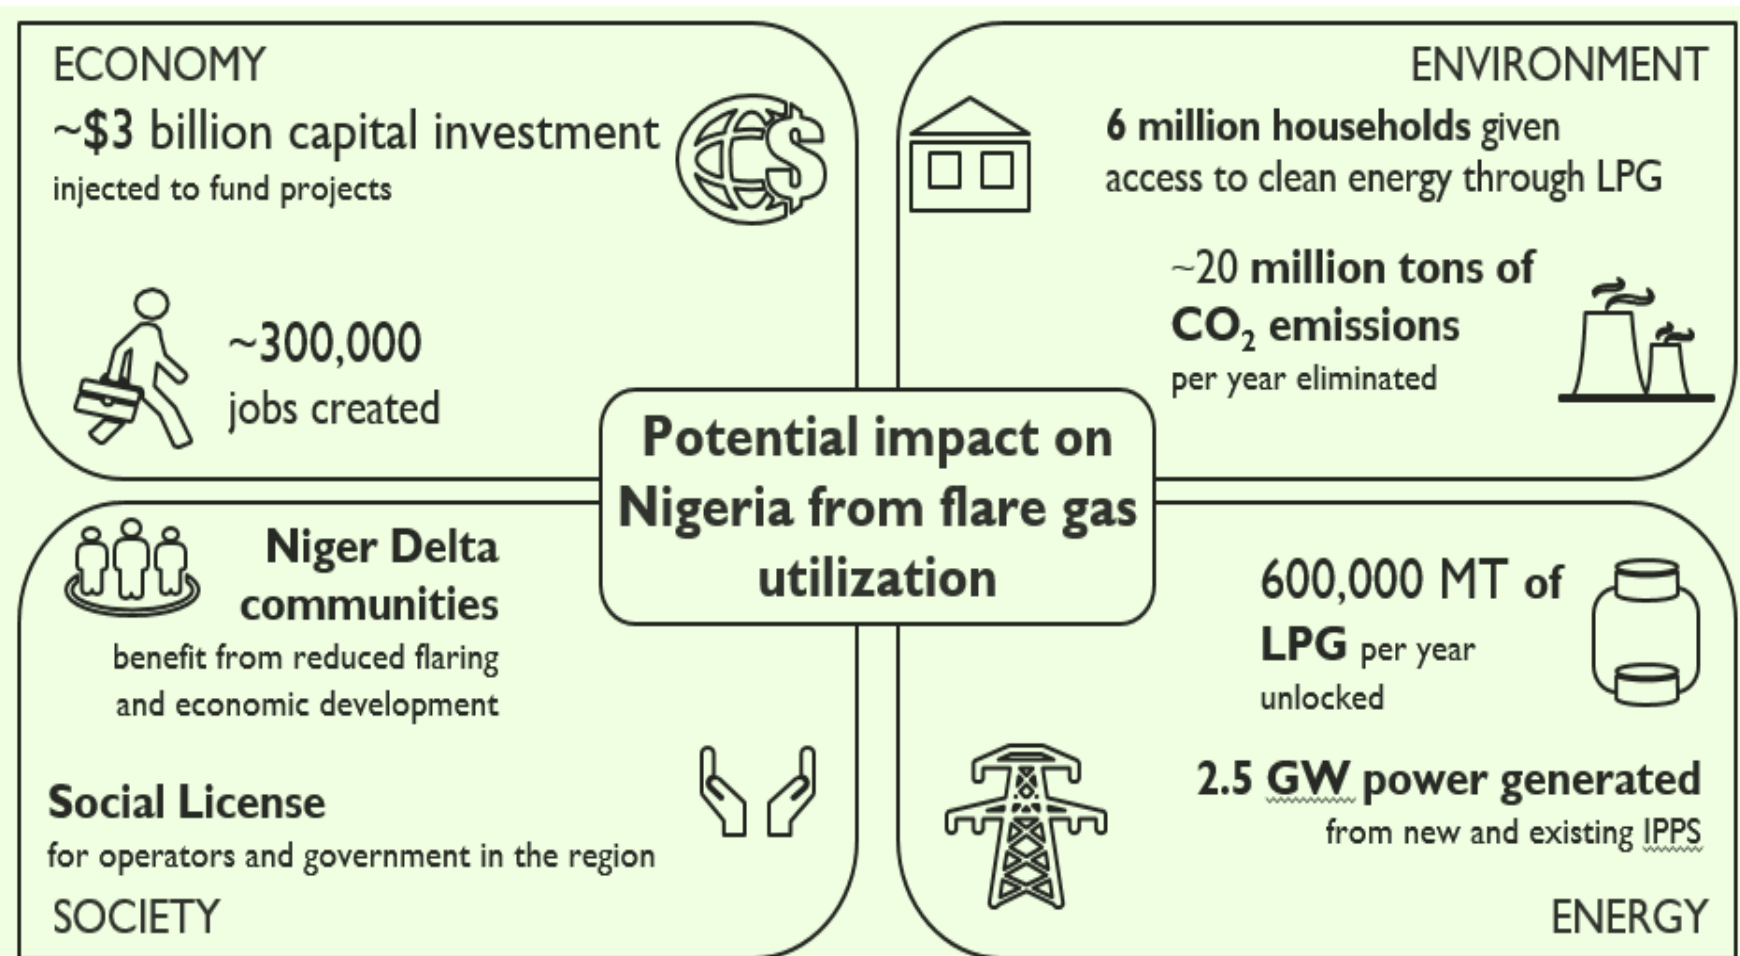 ECONOMY
~$3 billion capital investment
injected to fund projects
~300,000
jobs created
ENVIRONMENT
6 million households given
access to clean energy through LPG
~20 million tons of
CO₂ emissions
per year eliminated
Potential impact on
Nigeria from flare gas
utilization
Niger Delta
communities
benefit from reduced flaring
and economic development
Social License
for operators and government in the region
SOCIETY
600,000 MT of
LPG per year
unlocked
2.5 GW power generated
from new and existing IPPS
ENERGY